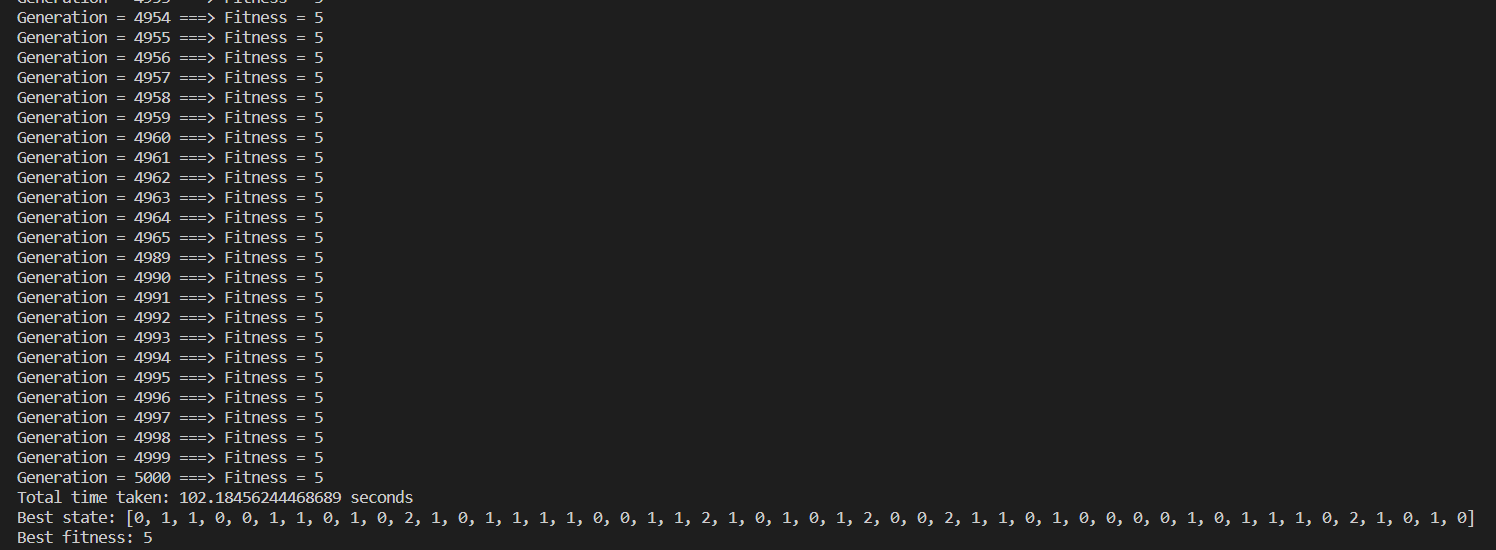 Generation = 4954 ===> Fitness = 5
Generation = 4955 ===> Fitness = 5
Generation = 4956 ===> Fitness = 5
Generation = 4957 ===> Fitness = 5
Generation = 4958 ===> Fitness = 5
Generation = 4959 ===> Fitness = 5
Generation = 4960 ===> Fitness = 5
Generation = 4961 ===> Fitness = 5
Generation = 4962 ===> Fitness = 5
Generation = 4963 ===> Fitness = 5
Generation = 4964 ===> Fitness = 5
Generation = 4965 ===> Fitness = 5
Generation = 4989 ===> Fitness = 5
Generation = 4990 ===> Fitness = 5
Generation = 4991 ===> Fitness = 5
Generation = 4992 ===> Fitness = 5
Generation = 4993 ===> Fitness = 5
Generation = 4994 ===> Fitness = 5
Generation = 4995 ===> Fitness = 5
Generation = 4996 ===> Fitness = 5
Generation = 4997 ===> Fitness = 5
Generation = 4998 ===> Fitness = 5
Generation = 4999 ===> Fitness = 5
Generation = 5000 ===> Fitness = 5
Total time taken: 102.18456244468689 seconds
Best state: [0, 1, 1, 0, 0, 1, 1, 0, 1, 0, 2, 1, 0, 1, 1, 1, 1, 0, 0, 1, 1, 2, 1, 0, 1, 0, 1, 2, 0, 0, 2, 1, 1, 0, 1, 0, 0, 0, 0, 1, 0, 1, 1, 1, 0, 2, 1, 0, 1, 0]
Best fitness: 5